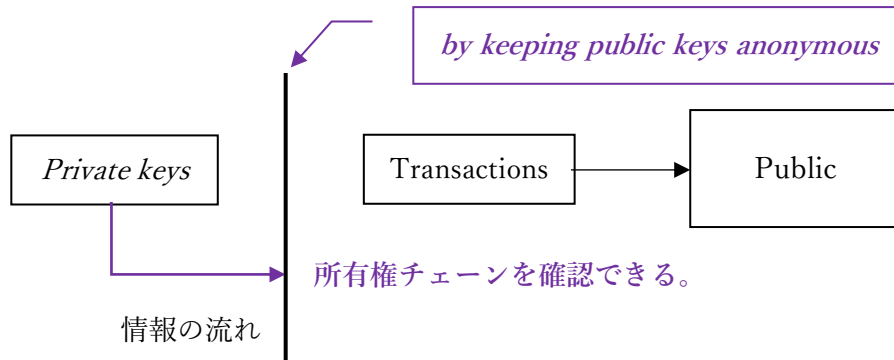 by keeping public keys anonymous
Private keys
Transactions
Public
所有権チェーンを確認できる。
情報の流れ